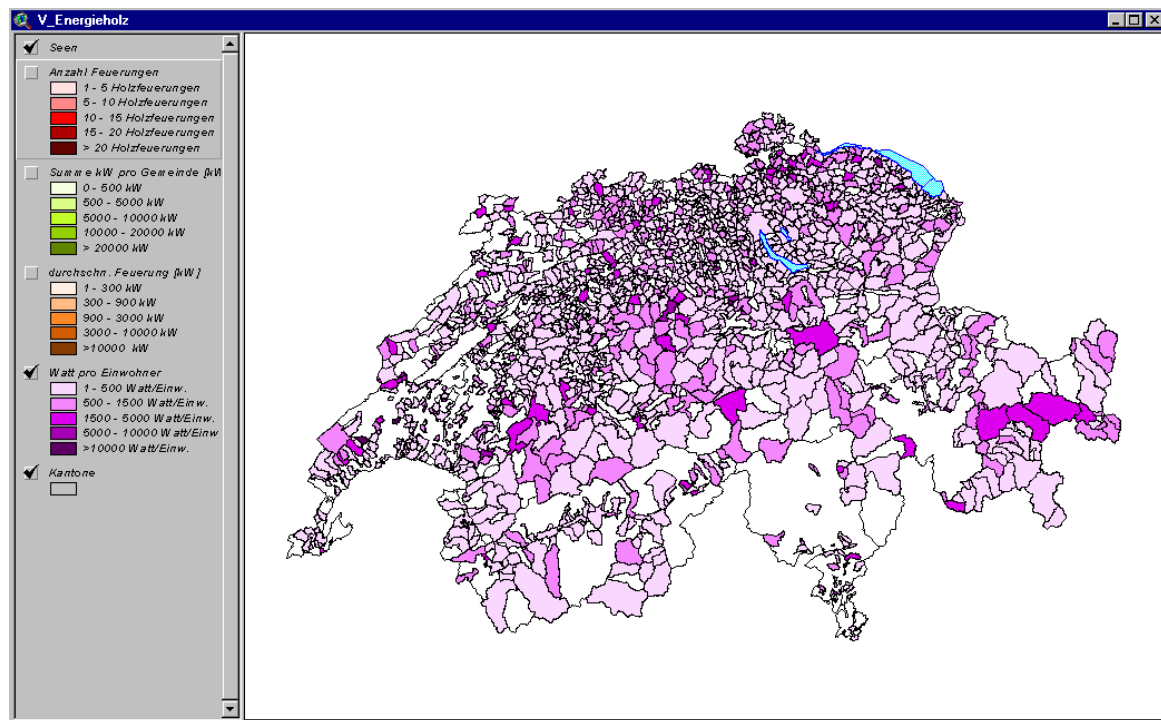 V_Energieholz
Seen
Anzahl Feuerungen
1 - 5 Holzfeuerungen
5 - 10 Holzfeuerungen
10 - 15 Holzfeuerungen
15 - 20 Holzfeuerungen
> 20 Holzfeuerungen
Summe kW pro Gemeinde [kW
0 - 500 kW
500 - 5000 kW
5000 - 10000 kW
10000 - 20000 kW
> 20000 kW
durchschn. Feuerung [kW]
1 - 300 kW
300 - 900 kW
900 - 3000 kW
3000 - 10000 kW
>10000 kW
Watt pro Einwohner
1 - 500 Watt/Einw.
500 - 1500 Watt/Einw.
1500 - 5000 Watt/Einw.
5000 - 10000 Watt/Einw
>10000 Watt/Einw.
Kantone